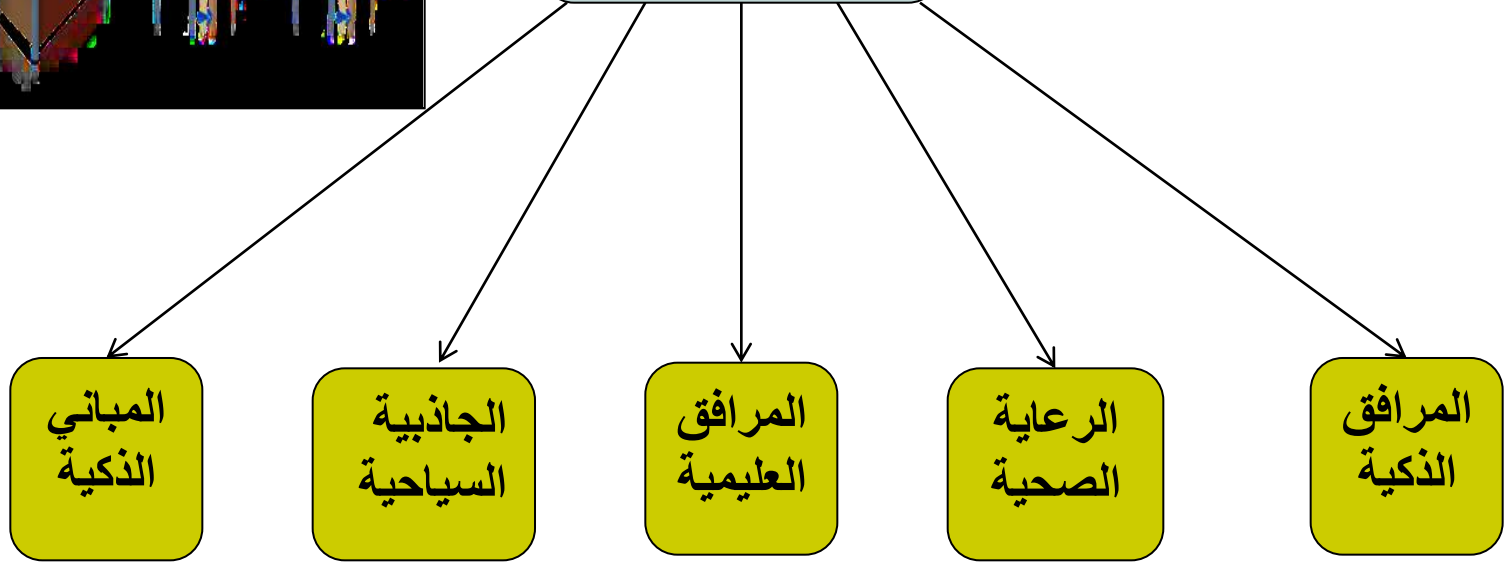 المرافق
الذكية
الرعاية
الصحية
المرافق
العليمية
الجاذبية
السياحية
المباني
الذكية